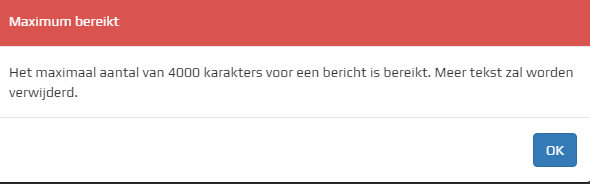 Maximum bereikt
Het maximaal aantal van 4000 karakters voor een bericht is bereikt. Meer tekst zal worden
verwijderd.
OK